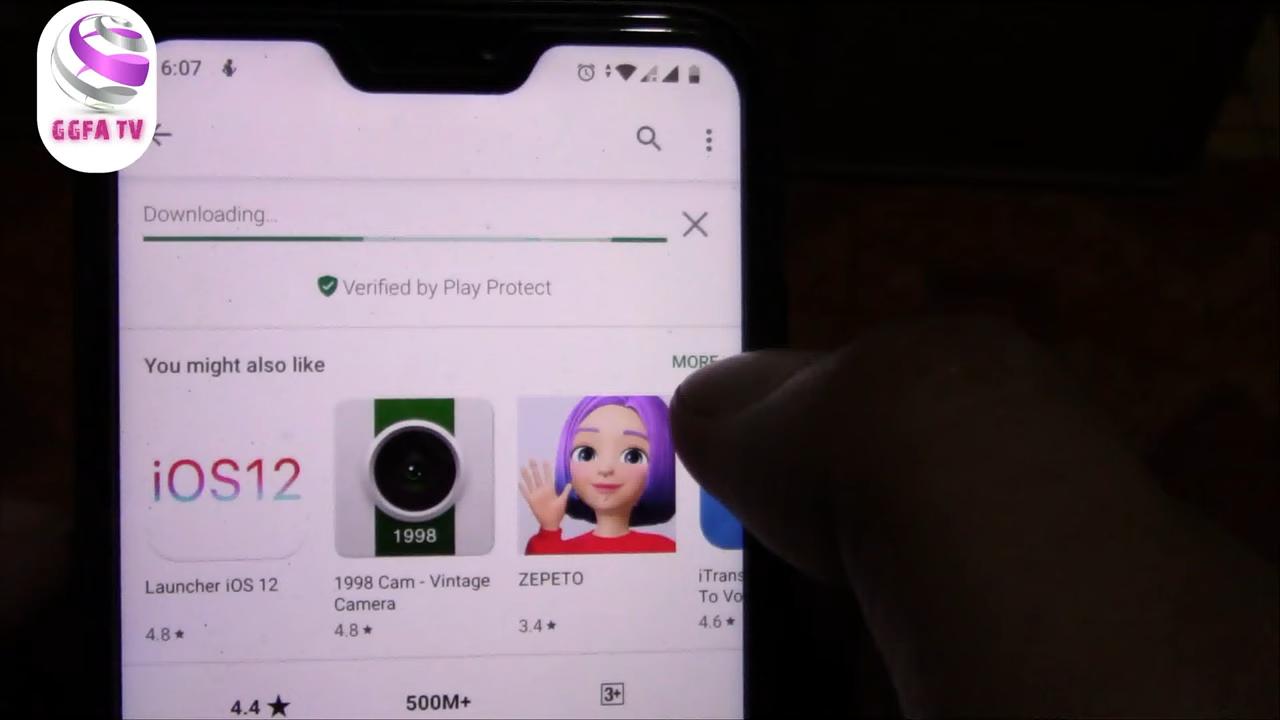 GGFA TV
6:07
Downloading...
Verified by Play Protect
You might also like
MORE
iOS12
1998
Launcher iOS 12
4.8★
1998 Cam - Vintage
Camera
4.8★
ZEPETO
3.4★
iTrans
To Vo
4.6★
4.4★
500M+
3+